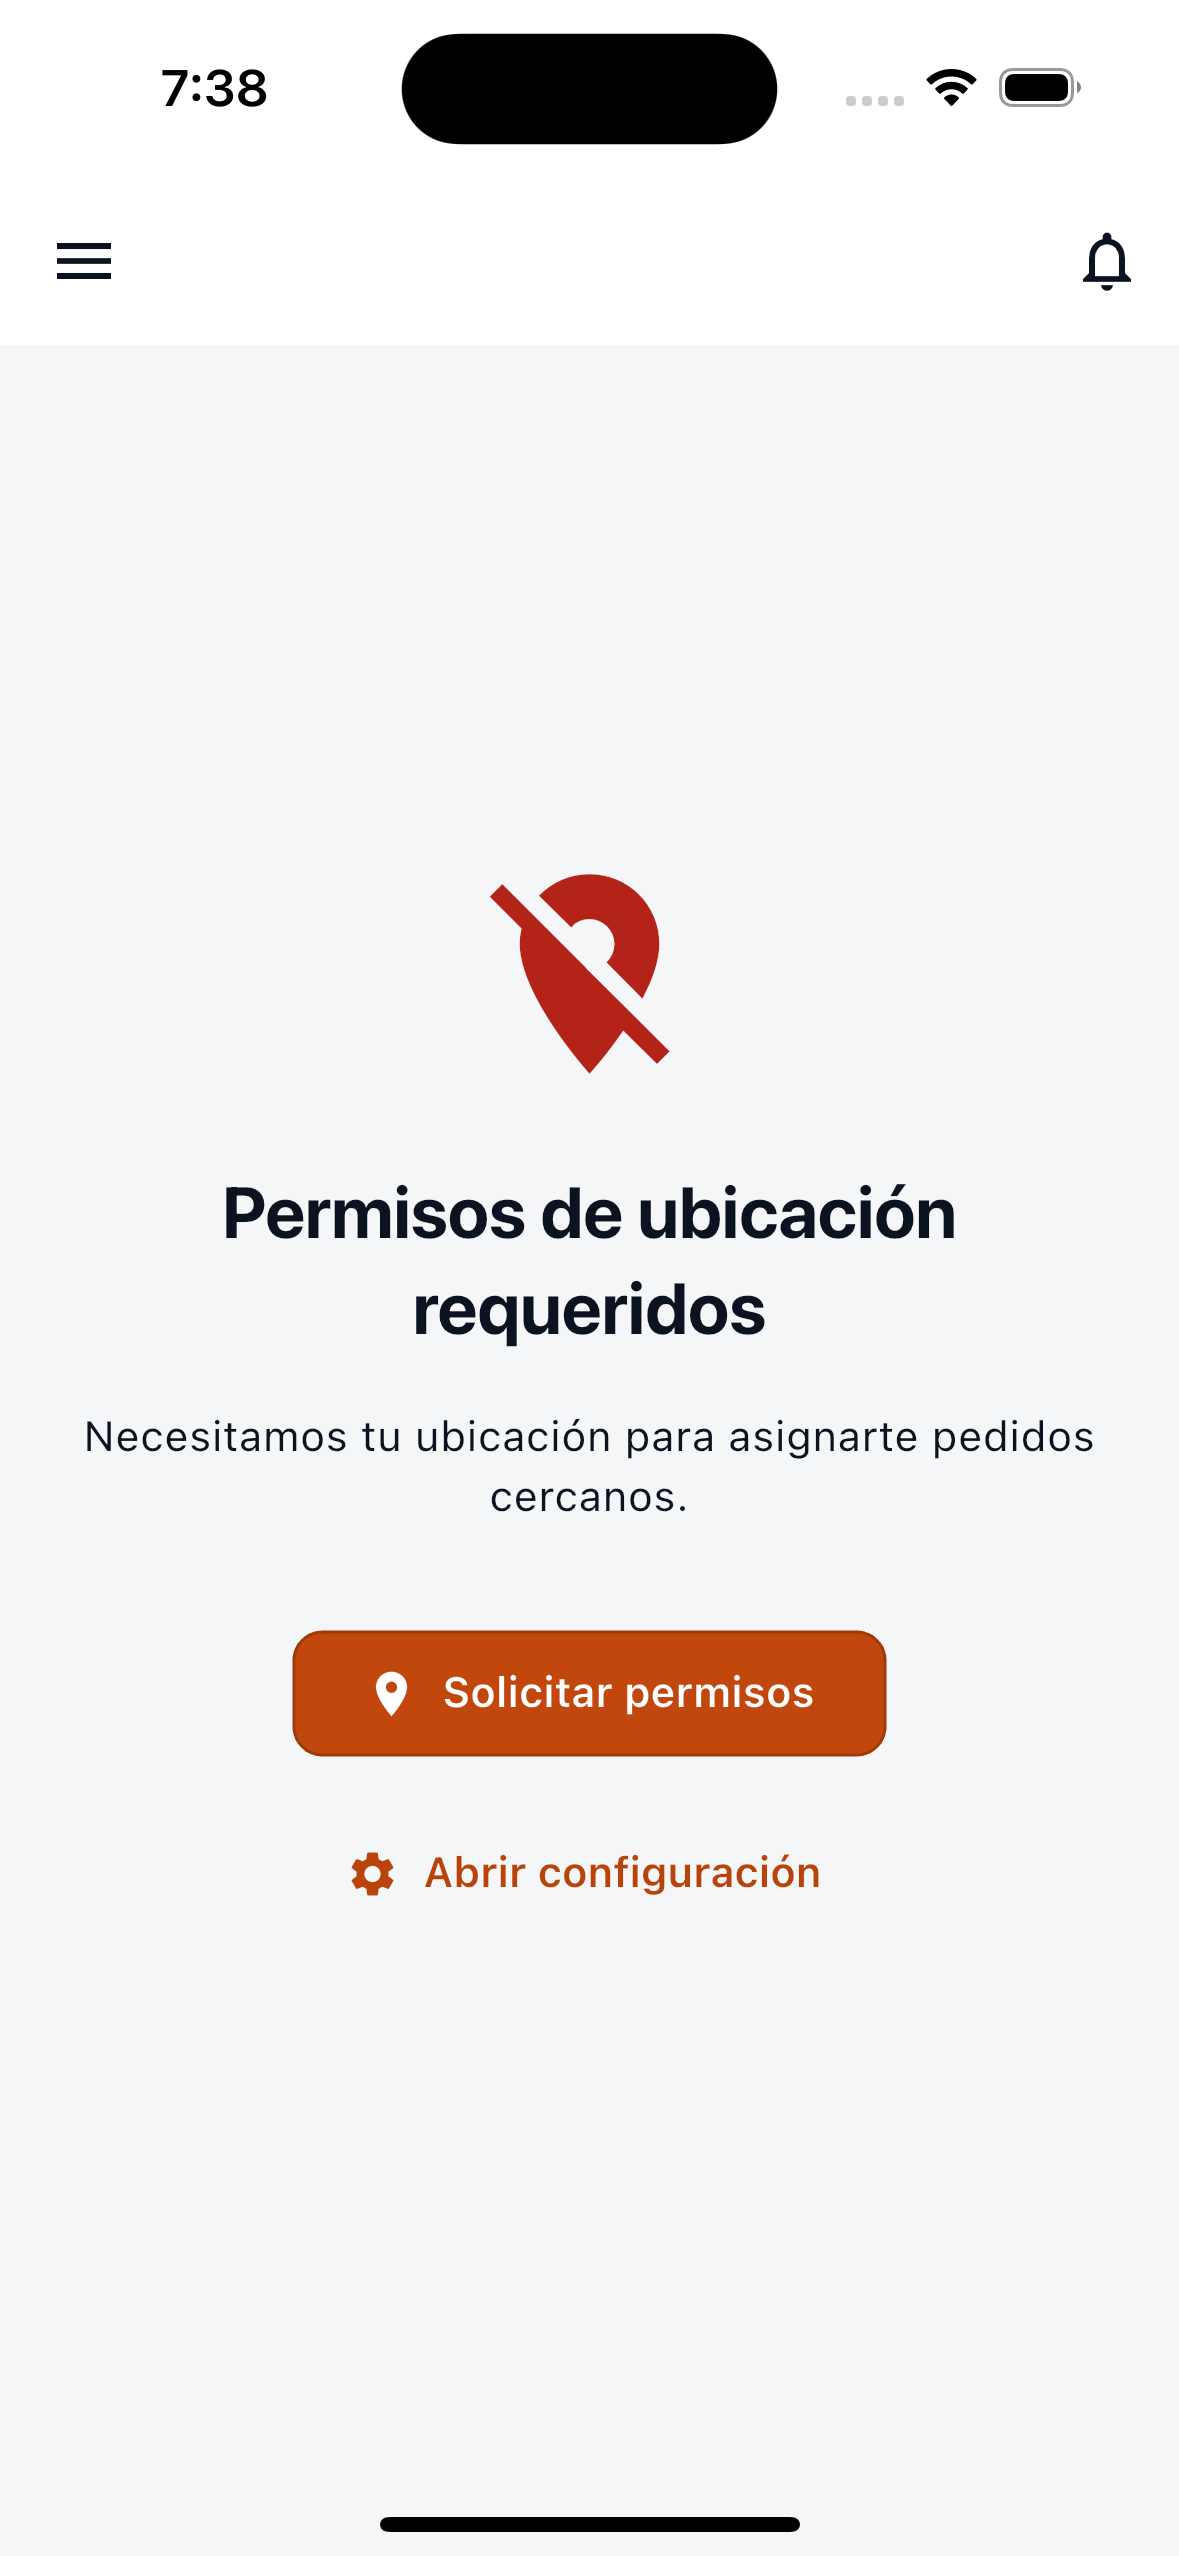 7:38
Permisos de ubicación
requeridos
Necesitamos tu ubicación para asignarte pedidos
cercanos.
Solicitar permisos
Abrir configuración